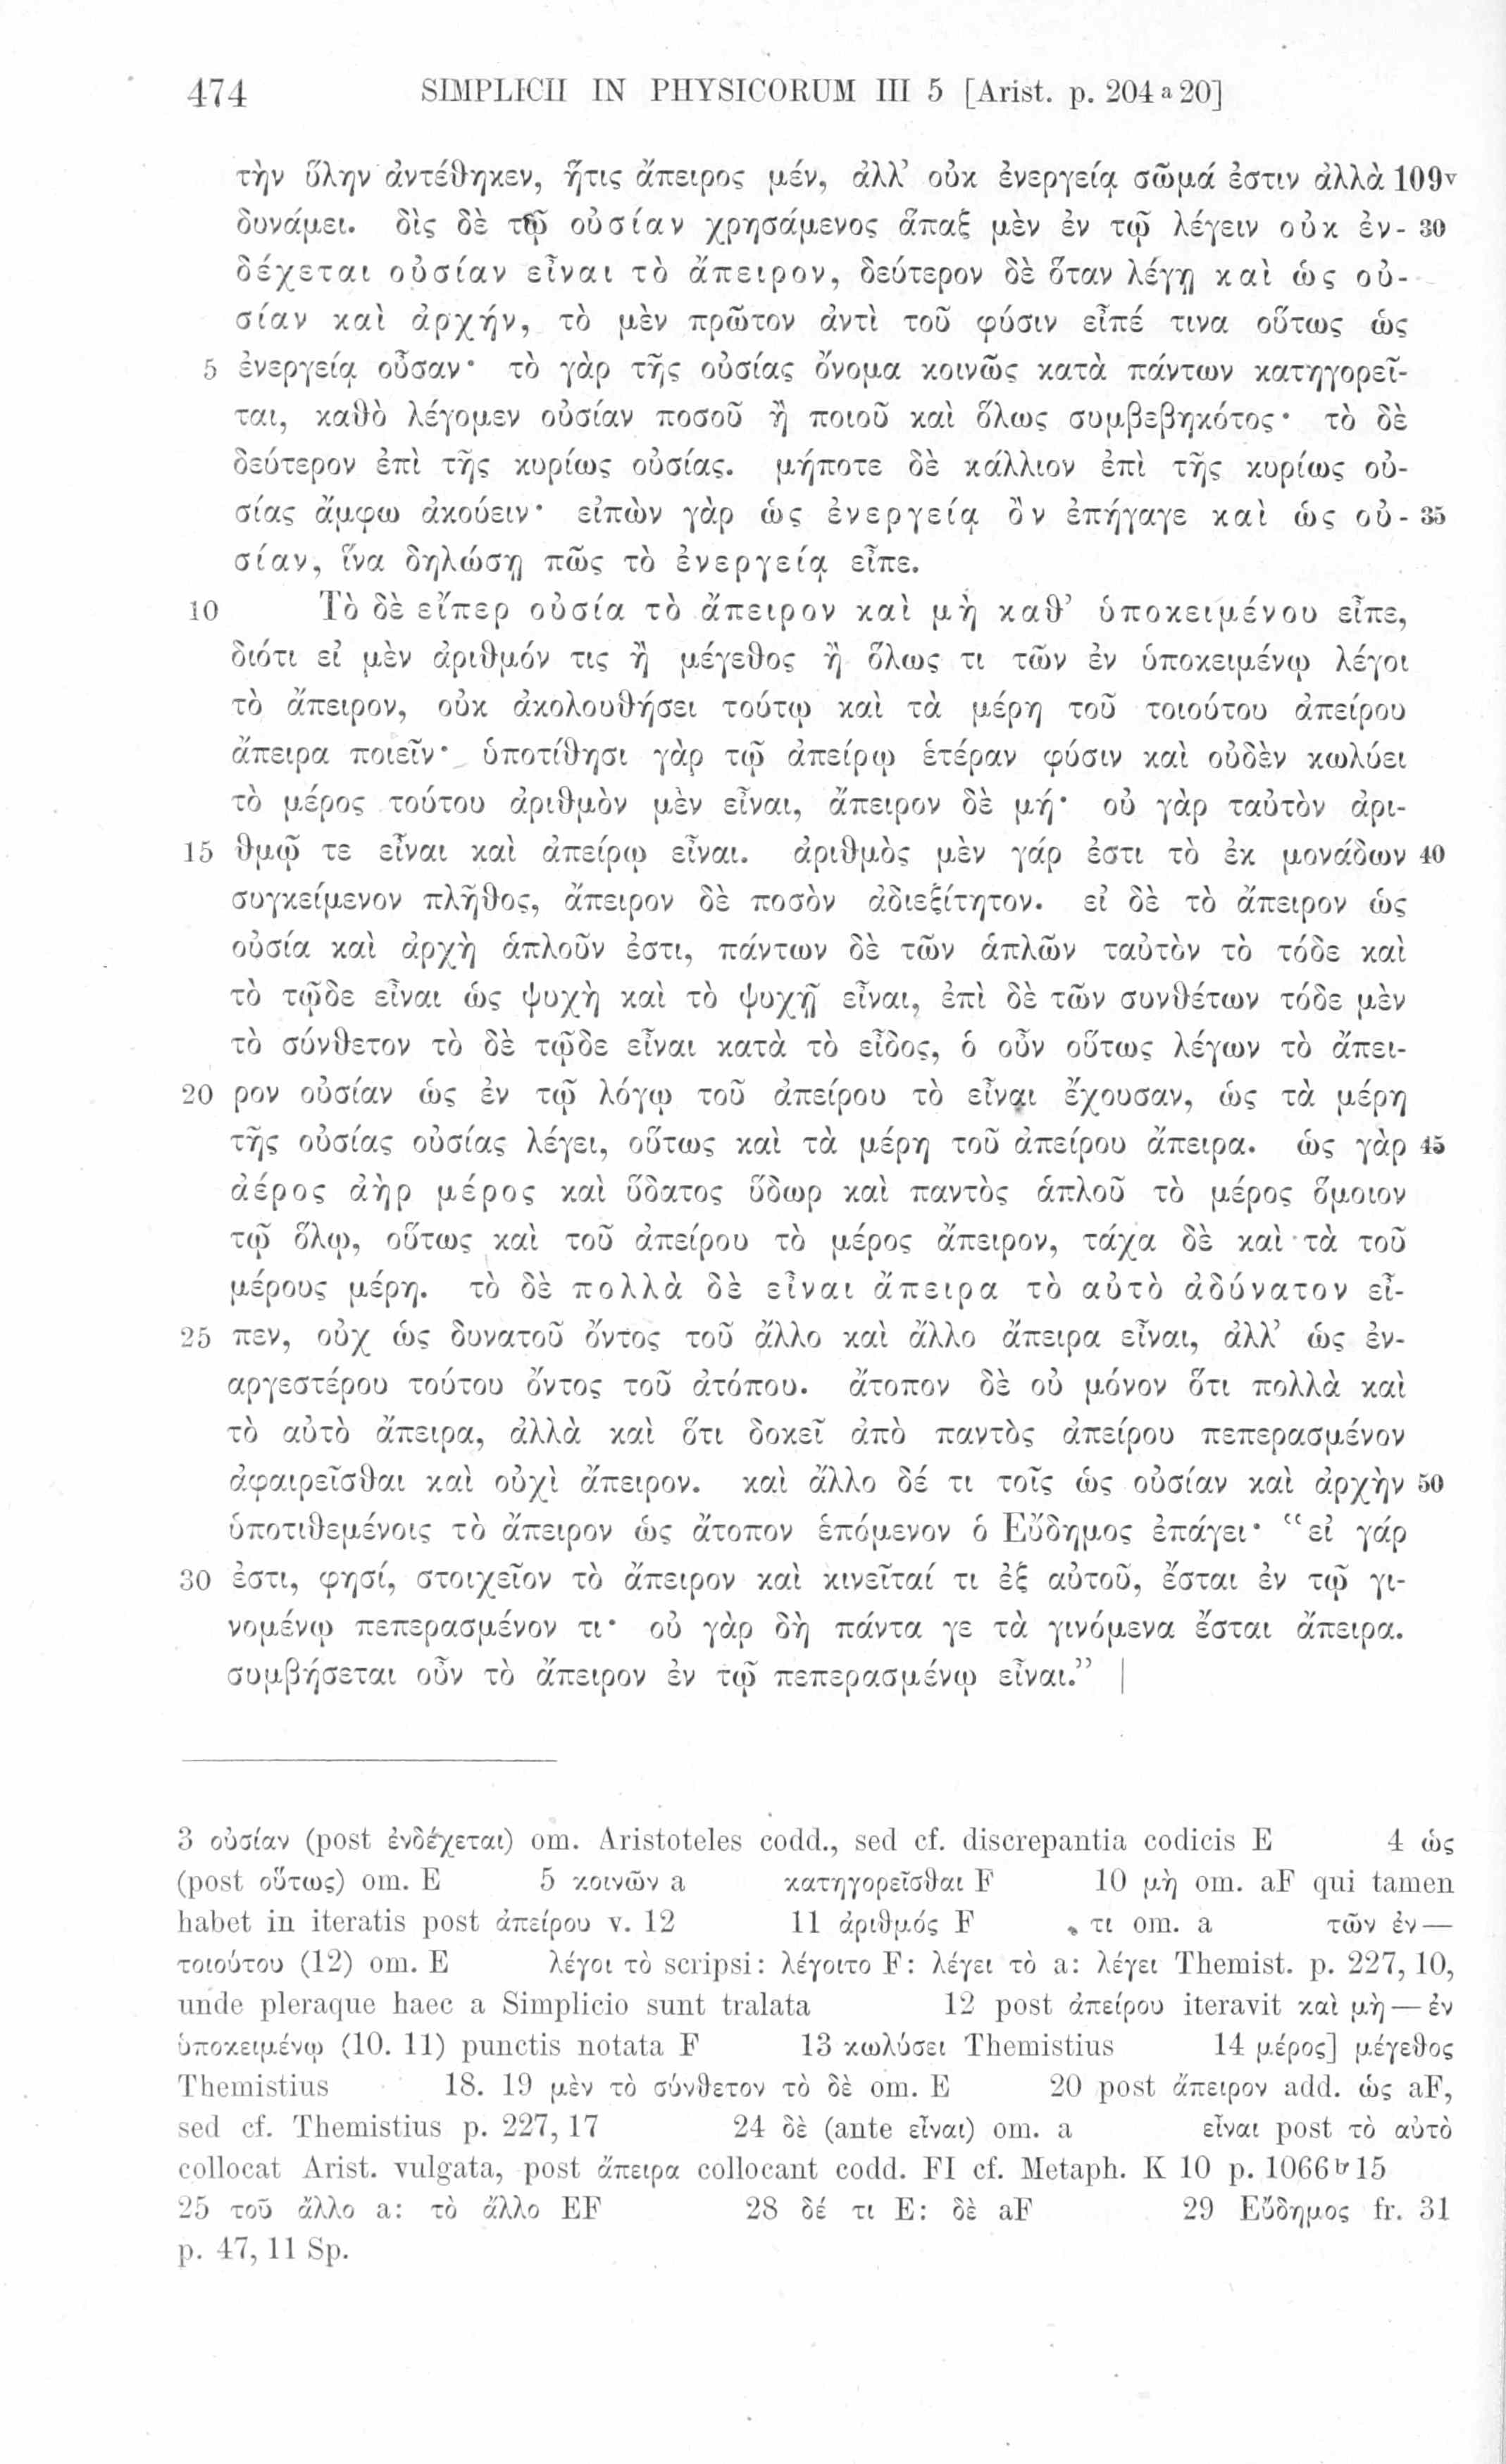 474 SIMPLICII IN PHYSICORUM III 5 [Arist. p. 204 a 20]
τὴν ὕλην ἀντέθηκεν, ἥτις ἄπειρος μέν, ἀλλ’ οὐκ ἐνεργείᾳ σῶμά ἐστιν ἀλλὰ 109v
δυνάμει. δὶς δὲ τῷ οὐσίαν χρησάμενος ἅπαξ μὲν ἐν τῷ λέγειν οὐκ ἐν- 30
δέχεται οὐσίαν εἶναι τὸ ἄπειρον, δεύτερον δὲ ὅταν λέγῃ καὶ ὡς οὐ-
σίαν καὶ ἀρχήν, τὸ μὲν πρῶτον ἀντὶ τοῦ φύσιν εἶπέ τινα οὕτως ὡς
5 ἐνεργείᾳ οὖσαν· τὸ γὰρ τῆς οὐσίας ὄνομα κοινῶς κατὰ πάντων κατηγορεῖ-
ται, καθὸ λέγομεν οὐσίαν ποσοῦ ἢ ποιοῦ καὶ ὅλως συμβεβηκότος· τὸ δὲ
δεύτερον ἐπὶ τῆς κυρίως οὐσίας. μήποτε δὲ κάλλιον ἐπὶ τῆς κυρίως οὐ-
σίας ἄμφω ἀκούειν· εἰπὼν γὰρ ὡς ἐνεργείᾳ ὂν ἐπήγαγε καὶ ὡς οὐ- 35
σίαν, ἵνα δηλώσῃ πῶς τὸ ἐνεργείᾳ εἶπε.
10 Τὸ δὲ εἴπερ οὐσία τὸ ἄπειρον καὶ μὴ καθ’ ὑποκειμένου εἶπε,
διότι εἰ μὲν ἀριθμόν τις ἢ μέγεθος ἢ ὅλως τι τῶν ἐν ὑποκειμένῳ λέγοι
τὸ ἄπειρον, οὐκ ἀκολουθήσει τούτῳ καὶ τὰ μέρη τοῦ τοιούτου ἀπείρου
ἄπειρα ποιεῖν· ὑποτίθησι γὰρ τῷ ἀπείρῳ ἑτέραν φύσιν καὶ οὐδὲν κωλύει
τὸ μέρος τούτου ἀριθμὸν μὲν εἶναι, ἄπειρον δὲ μή· οὐ γὰρ ταὐτὸν ἀρι-
15 θμῷ τε εἶναι καὶ ἀπείρῳ εἶναι. ἀριθμὸς μὲν γάρ ἐστι τὸ ἐκ μονάδων 40
συγκείμενον πλῆθος, ἄπειρον δὲ ποσὸν ἀδιεξίτητον. εἰ δὲ τὸ ἄπειρον ὡς
οὐσία καὶ ἀρχὴ ἁπλοῦν ἐστι, πάντων δὲ τῶν ἁπλῶν ταὐτὸν τὸ τόδε καὶ
τὸ τῷδε εἶναι ὡς ψυχὴ καὶ τὸ ψυχῇ εἶναι, ἐπὶ δὲ τῶν συνθέτων τόδε μὲν
τὸ σύνθετον τὸ δὲ τῷδε εἶναι κατὰ τὸ εἶδος, ὁ οὖν οὕτως λέγων τὸ ἄπει-
20 ρον οὐσίαν ὡς ἐν τῷ λόγῳ τοῦ ἀπείρου τὸ εἶναι ἔχουσαν, ὡς τὰ μέρη
τῆς οὐσίας οὐσίας λέγει, οὕτως καὶ τὰ μέρη τοῦ ἀπείρου ἄπειρα. ὡς γὰρ 45
ἀέρος ἀὴρ μέρος καὶ ὕδατος ὕδωρ καὶ παντὸς ἁπλοῦ τὸ μέρος ὅμοιον
τῷ ὅλῳ, οὕτως καὶ τοῦ ἀπείρου τὸ μέρος ἄπειρον, τάχα δὲ καὶ τὰ τοῦ
μέρους μέρη. τὸ δὲ πολλὰ δὲ εἶναι ἄπειρα τὸ αὐτὸ ἀδύνατον εἶ-
25 πεν, οὐχ ὡς δυνατοῦ ὄντος τοῦ ἄλλο καὶ ἄλλο ἄπειρα εἶναι, ἀλλ’ ὡς ἐν-
αργεστέρου τούτου ὄντος τοῦ ἀτόπου. ἄτοπον δὲ οὐ μόνον ὅτι πολλὰ καὶ
τὸ αὐτὸ ἄπειρα, ἀλλὰ καὶ ὅτι δοκεῖ ἀπὸ παντὸς ἀπείρου πεπερασμένον
ἀφαιρεῖσθαι καὶ οὐχὶ ἄπειρον. καὶ ἄλλο δέ τι τοῖς ὡς οὐσίαν καὶ ἀρχὴν 50
ὑποτιθεμένοις τὸ ἄπειρον ὡς ἄτοπον ἑπόμενον ὁ Εὔδημος ἐπάγει· “εἰ γάρ
30 ἐστι, φησί, στοιχεῖον τὸ ἄπειρον καὶ κινεῖταί τι ἐξ αὐτοῦ, ἔσται ἐν τῷ γι-
νομένῳ πεπερασμένον τι· οὐ γὰρ δὴ πάντα γε τὰ γινόμενα ἔσται ἄπειρα.
συμβήσεται οὖν τὸ ἄπειρον ἐν τῷ πεπερασμένῳ εἶναι.” |
3 οὐσίαν (post ἐνδέχεται) om. Aristoteles codd., sed cf. discrepantia codicis E 4 ὡς
(post οὕτως) om. E 5 κοινῶν a κατηγορεῖσθαι F 10 μὴ om. aF qui tamen
habet in iteratis post ἀπείρου v. 12 11 ἀριθμός F τι om. a τῶν ἐν—
τοιούτου (12) om. E λέγοι τὸ scripsi: λέγοιτο F: λέγει τὸ a: λέγει Themist. p. 227, 10,
unde pleraque haec a Simplicio sunt tralata 12 post ἀπείρου iteravit καὶ μὴ—ἐν
ὑποκειμένῳ (10. 11) punctis notata F 13 κωλύσει Themistius 14 μέρος] μέγεθος
Themistius 18. 19 μὲν τὸ σύνθετον τὸ δὲ om. E 20 post ἄπειρον add. ὡς aF,
sed cf. Themistius p. 227, 17 24 δὲ (ante εἶναι) om. a εἶναι post τὸ αὐτὸ
collocat Arist. vulgata, post ἄπειρα collocant codd. FI cf. Metaph. K 10 p. 1066 b 15
25 τοῦ ἄλλο a: τὸ ἄλλο EF 28 δέ τι E: δὲ aF 29 Εὔδημος fr. 31
p. 47, 11 Sp.